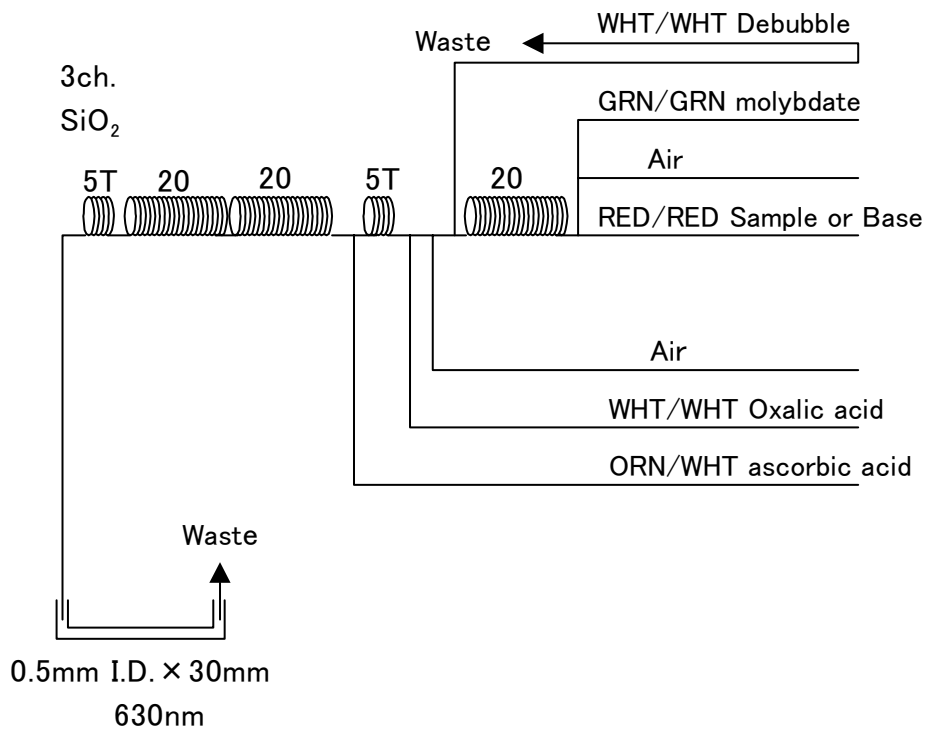 WHT/WHT Debubble
Waste
3ch.
SiO₂
GRN/GRN molybdate
Air
5T
20
20
5T
20
RED/RED Sample or Base
Air
WHT/WHT Oxalic acid
ORN/WHT ascorbic acid
Waste
0.5mm I.D.×30mm
630nm